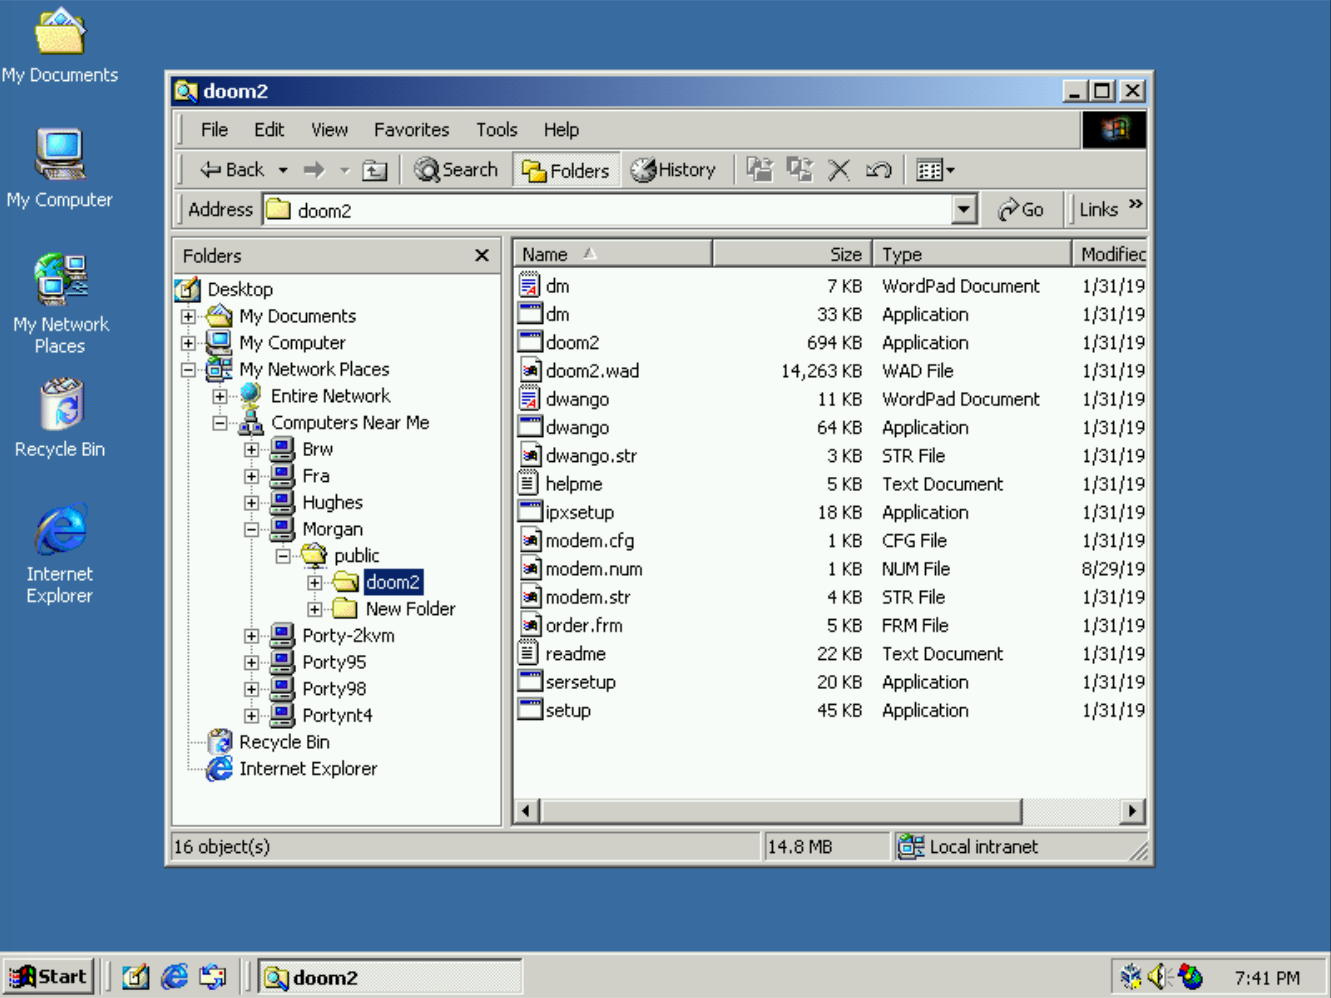 My Documents
My Computer
My Network
Places
Recycle Bin
Internet
Explorer
doom2
File Edit View Favorites Tools Help
Back Search Folders History
Address doom2 Go Links »
Folders
Desktop
My Documents
My Computer
My Network Places
Entire Network
Computers Near Me
Brw
Fra
Hughes
Morgan
public
doom2
New Folder
Porty-2kvm
Porty95
Porty98
Portynt4
Recycle Bin
Internet Explorer
Name Size Type Modified
dm 7 KB WordPad Document 1/31/19
dm 33 KB Application 1/31/19
doom2 694 KB Application 1/31/19
doom2.wad 14,263 KB WAD File 1/31/19
dwango 11 KB WordPad Document 1/31/19
dwango 64 KB Application 1/31/19
dwango.str 3 KB STR File 1/31/19
helpme 5 KB Text Document 1/31/19
ipxsetup 18 KB Application 1/31/19
modem.cfg 1 KB CFG File 1/31/19
modem.num 1 KB NUM File 8/29/19
modem.str 4 KB STR File 1/31/19
order.frm 5 KB FRM File 1/31/19
readme 22 KB Text Document 1/31/19
sersetup 20 KB Application 1/31/19
setup 45 KB Application 1/31/19
16 object(s) 14.8 MB Local intranet
Start doom2 7:41 PM